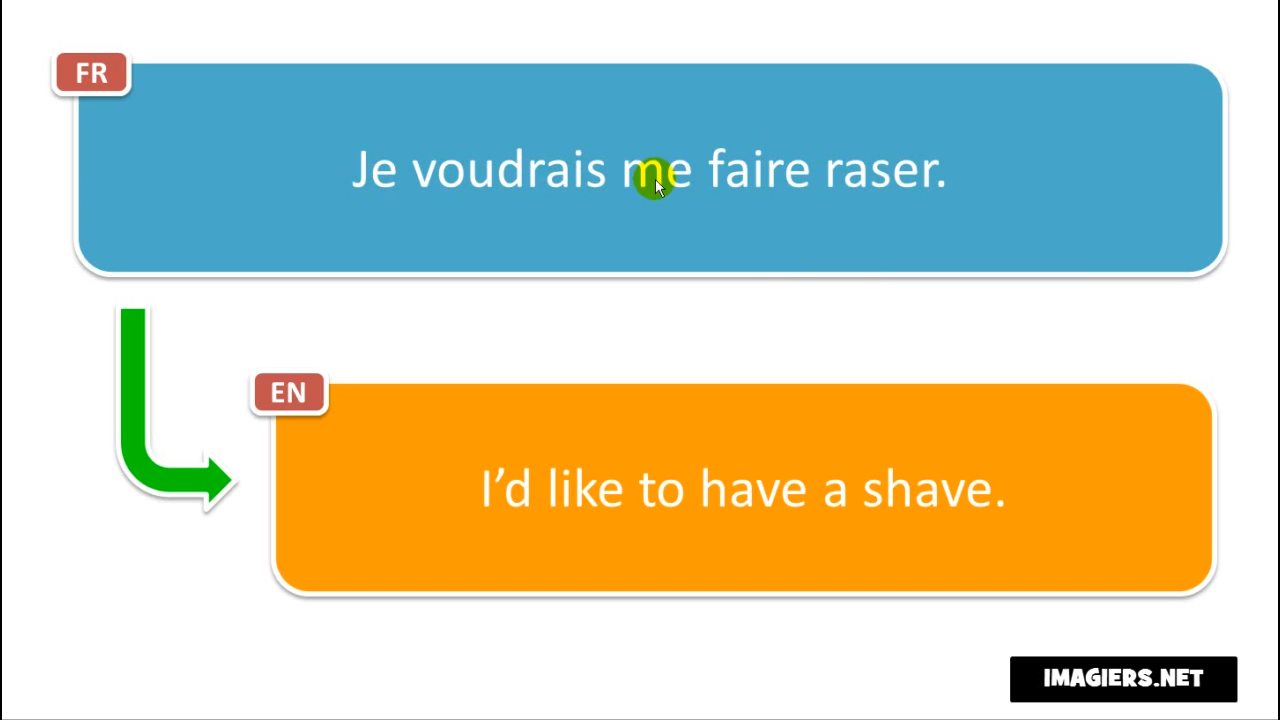 FR
Je voudrais me faire raser.
EN
I’d like to have a shave.
IMAGIERS.NET